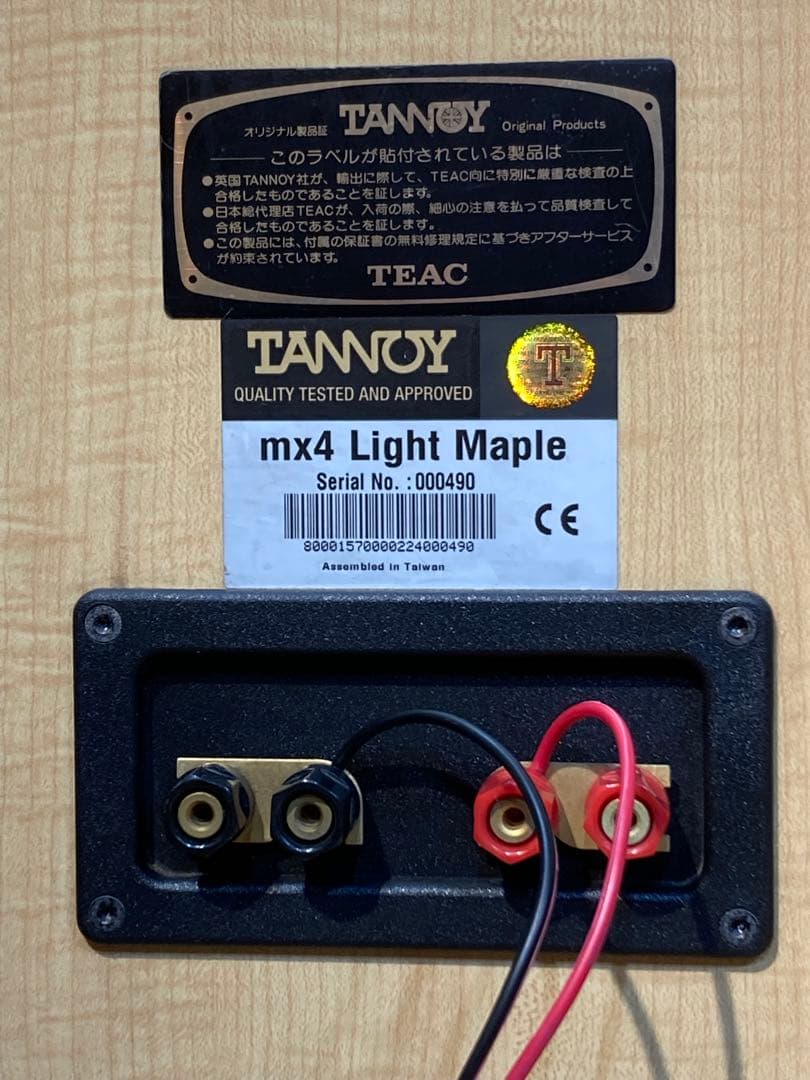 オリジナル製品証 TANNOY Original Products
このラベルが貼付されている製品は
●英国TANNOY社が、輸出に際して、TEAC向に特別に厳重な検査の上
合格したものであることを証します。
●日本総代理店TEACが、入荷の際、細心の注意を払って品質検査して
合格したものであることを証します。
●この製品には、付属の保証書の無料修理規定に基づきアフターサービス
が約束されています。
TEAC
TANNOY
T
QUALITY TESTED AND APPROVED
mx4 Light Maple
Serial No. :000490
CE
80001570000224000490
Assembled in Taiwan